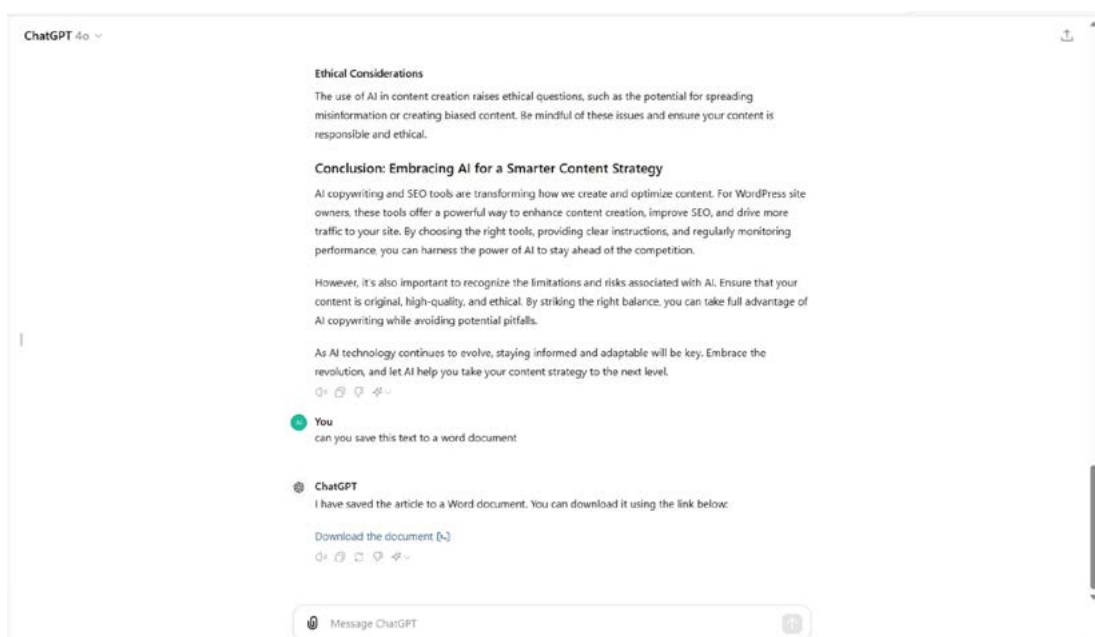 ChatGPT 4o
Ethical Considerations
The use of AI in content creation raises ethical questions, such as the potential for spreading
misinformation or creating biased content. Be mindful of these issues and ensure your content is
responsible and ethical.
Conclusion: Embracing AI for a Smarter Content Strategy
AI copywriting and SEO tools are transforming how we create and optimize content. For WordPress site
owners, these tools offer a powerful way to enhance content creation, improve SEO, and drive more
traffic to your site. By choosing the right tools, providing clear instructions, and regularly monitoring
performance, you can harness the power of AI to stay ahead of the competition.
However, it's also important to recognize the limitations and risks associated with AI. Ensure that your
content is original, high-quality, and ethical. By striking the right balance, you can take full advantage of
AI copywriting while avoiding potential pitfalls.
As AI technology continues to evolve, staying informed and adaptable will be key. Embrace the
revolution, and let AI help you take your content strategy to the next level.
You
can you save this text to a word document
ChatGPT
I have saved the article to a Word document. You can download it using the link below:
Download the document
Message ChatGPT